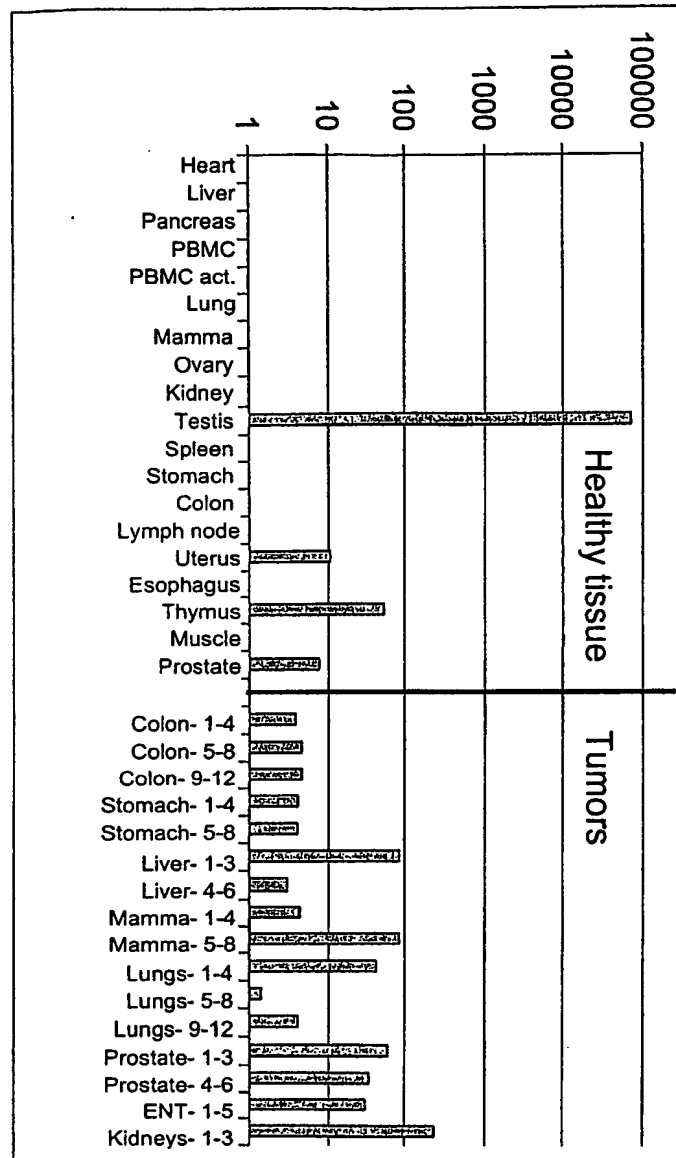 100000
10000
1000
100
10
1
Heart
Liver
Pancreas
PBMC
PBMC act.
Lung
Mamma
Ovary
Kidney
Testis
Spleen
Stomach
Colon
Lymph node
Uterus
Esophagus
Thymus
Muscle
Prostate
Healthy tissue
Colon- 1-4
Colon- 5-8
Colon- 9-12
Stomach- 1-4
Stomach- 5-8
Liver- 1-3
Liver- 4-6
Mamma- 1-4
Mamma- 5-8
Lungs- 1-4
Lungs- 5-8
Lungs- 9-12
Prostate- 1-3
Prostate- 4-6
ENT- 1-5
Kidneys- 1-3
Tumors